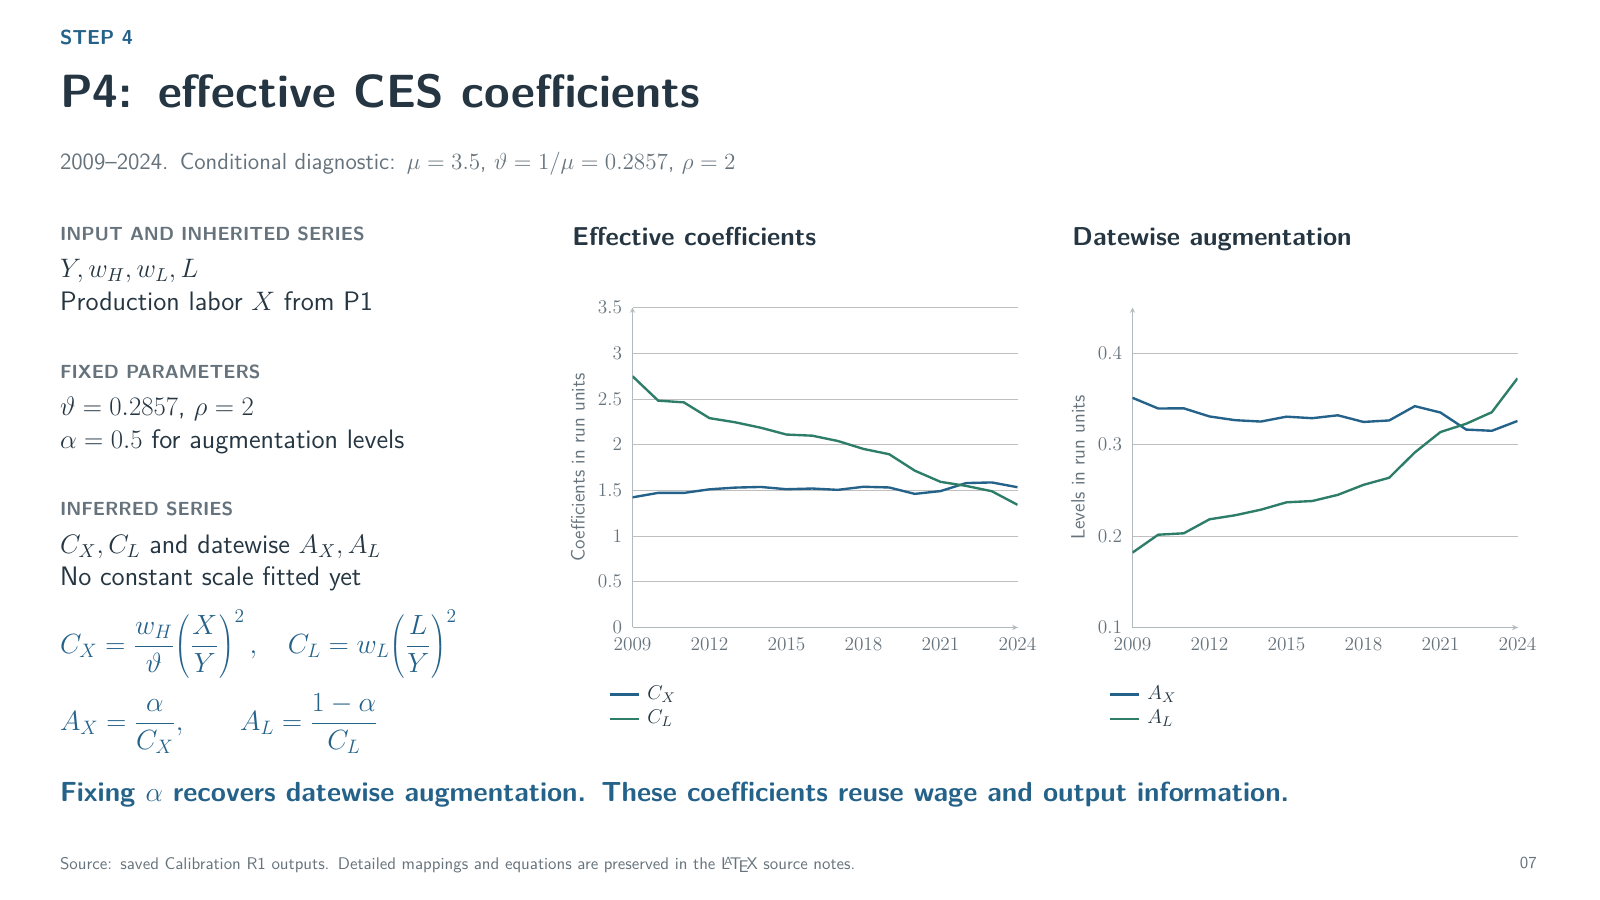 STEP 4
P4: effective CES coefficients
2009–2024. Conditional diagnostic: μ = 3.5, ϑ = 1/μ = 0.2857, ρ = 2
INPUT AND INHERITED SERIES
Y, w_H, w_L, L
Production labor X from P1
FIXED PARAMETERS
ϑ = 0.2857, ρ = 2
α = 0.5 for augmentation levels
INFERRED SERIES
C_X, C_L and datewise A_X, A_L
No constant scale fitted yet
C_X = w_H/ϑ (X/Y)^2, C_L = w_L (L/Y)^2
A_X = α/C_X, A_L = (1 − α)/C_L
Effective coefficients
Coefficients in run units
3.5
3
2.5
2
1.5
1
0.5
0
2009 2012 2015 2018 2021 2024
C_X
C_L
Datewise augmentation
Levels in run units
0.4
0.3
0.2
0.1
2009 2012 2015 2018 2021 2024
A_X
A_L
Fixing α recovers datewise augmentation. These coefficients reuse wage and output information.
Source: saved Calibration R1 outputs. Detailed mappings and equations are preserved in the LATEX source notes.
07